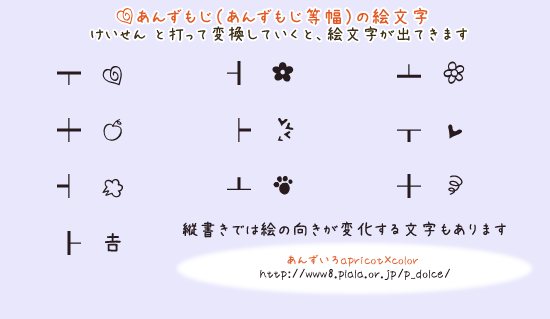 あんずもじ(あんずもじ等幅)の絵文字
けいせん と打って変換していくと、絵文字が出てきます
┯ ┨ ┷
┿ ┝ ┰
┥ ┸ ╂
┠ 吉
縦書きでは絵の向きが変化する文字もあります
あんずいろapricot×color
http://www8.plala.or.jp/p_dolce/